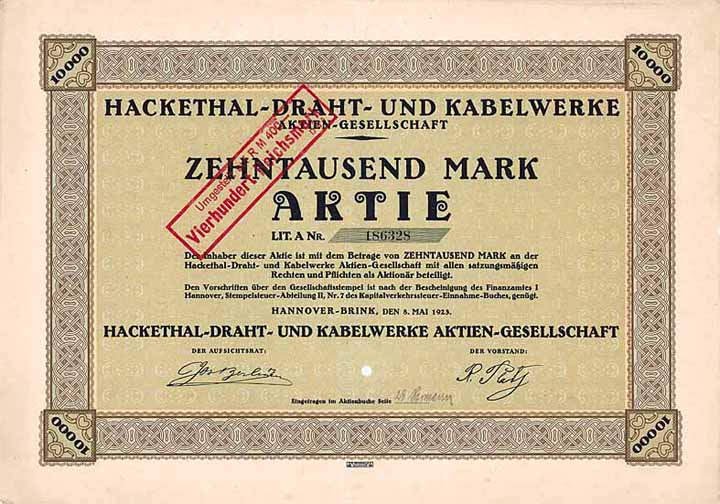 10000
10000
HACKETHAL-DRAHT- UND KABELWERKE
AKTIEN-GESELLSCHAFT
Umgestellt R M 400
Vierhundert Reichsmark
ZEHNTAUSEND MARK
AKTIE
LIT. A NR. 186328
Der Inhaber dieser Aktie ist mit dem Betrage von ZEHNTAUSEND MARK an der
Hackethal-Draht- und Kabelwerke Aktien-Gesellschaft mit allen satzungsmäßigen
Rechten und Pflichten als Aktionär beteiligt.
Den Vorschriften über den Gesellschaftsstempel ist nach der Bescheinigung des Finanzamtes I
Hannover, Stempelsteuer-Abteilung II, Nr. 7 des Kapitalverkehrssteuer-Einnahme-Buches, genügt.
HANNOVER-BRINK, DEN 8. MAI 1923.
HACKETHAL-DRAHT- UND KABELWERKE AKTIEN-GESELLSCHAFT
DER AUFSICHTSRAT: DER VORSTAND:
Eingetragen im Aktienbuche Seite
10000
10000